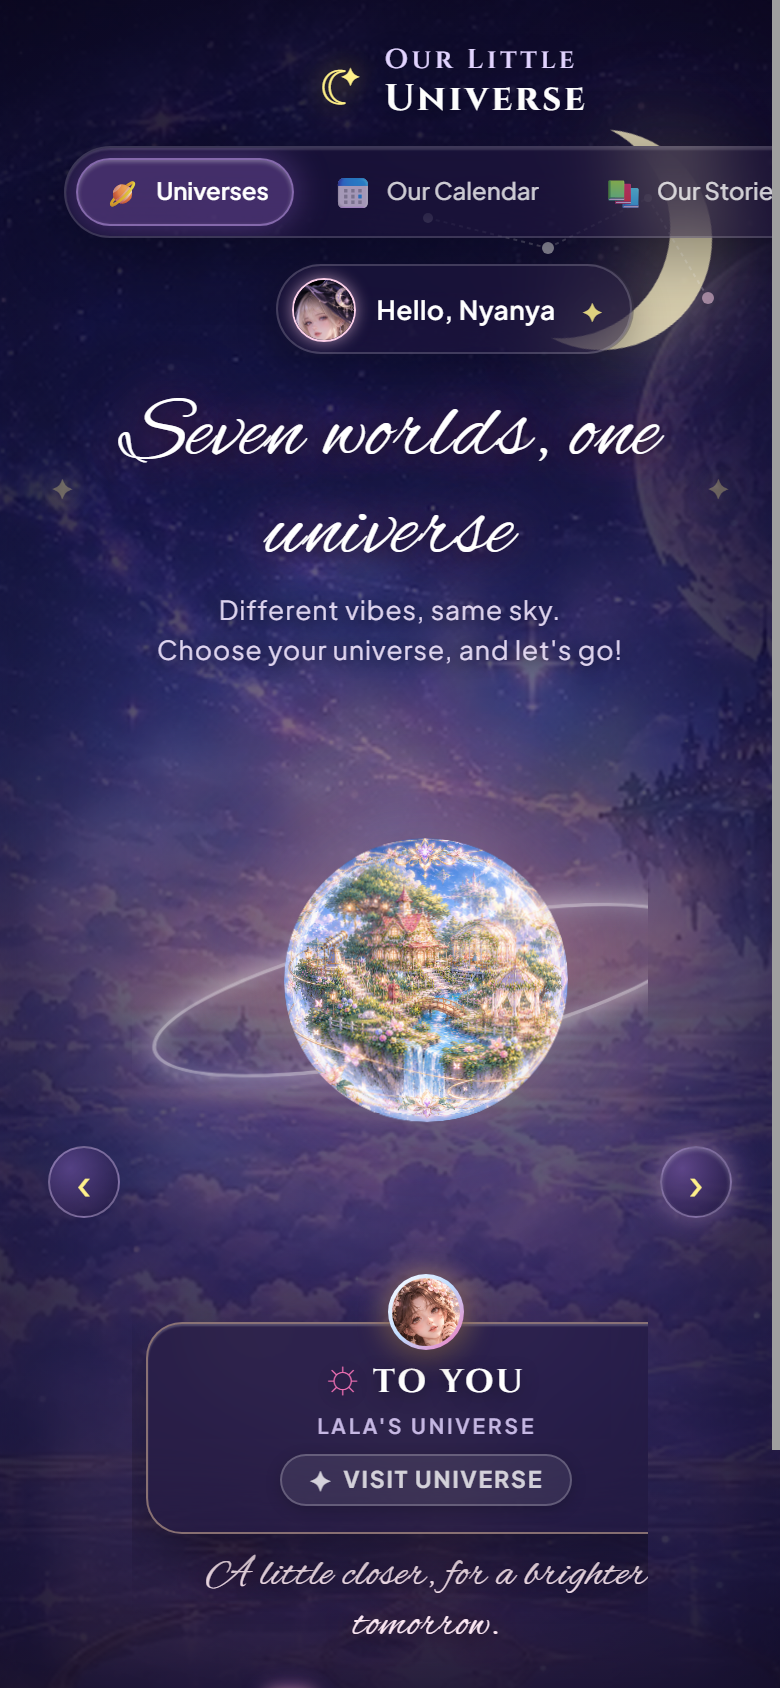 Our Little
Universe
Universes
Our Calendar
Our Storie
Hello, Nyanya
Seven worlds, one
universe
Different vibes, same sky.
Choose your universe, and let's go!
TO YOU
LALA'S UNIVERSE
VISIT UNIVERSE
A little closer, for a brighter
tomorrow.